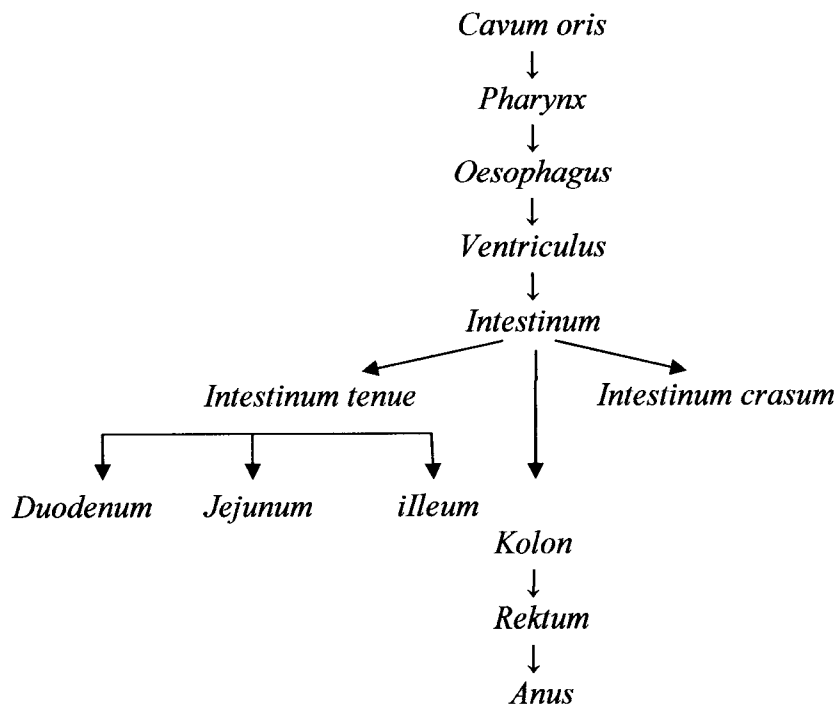 Cavum oris
↓
Pharynx
↓
Oesophagus
↓
Ventriculus
↓
Intestinum
Intestinum tenue
Intestinum crasum
Duodenum
Jejunum
illeum
Kolon
↓
Rektum
↓
Anus